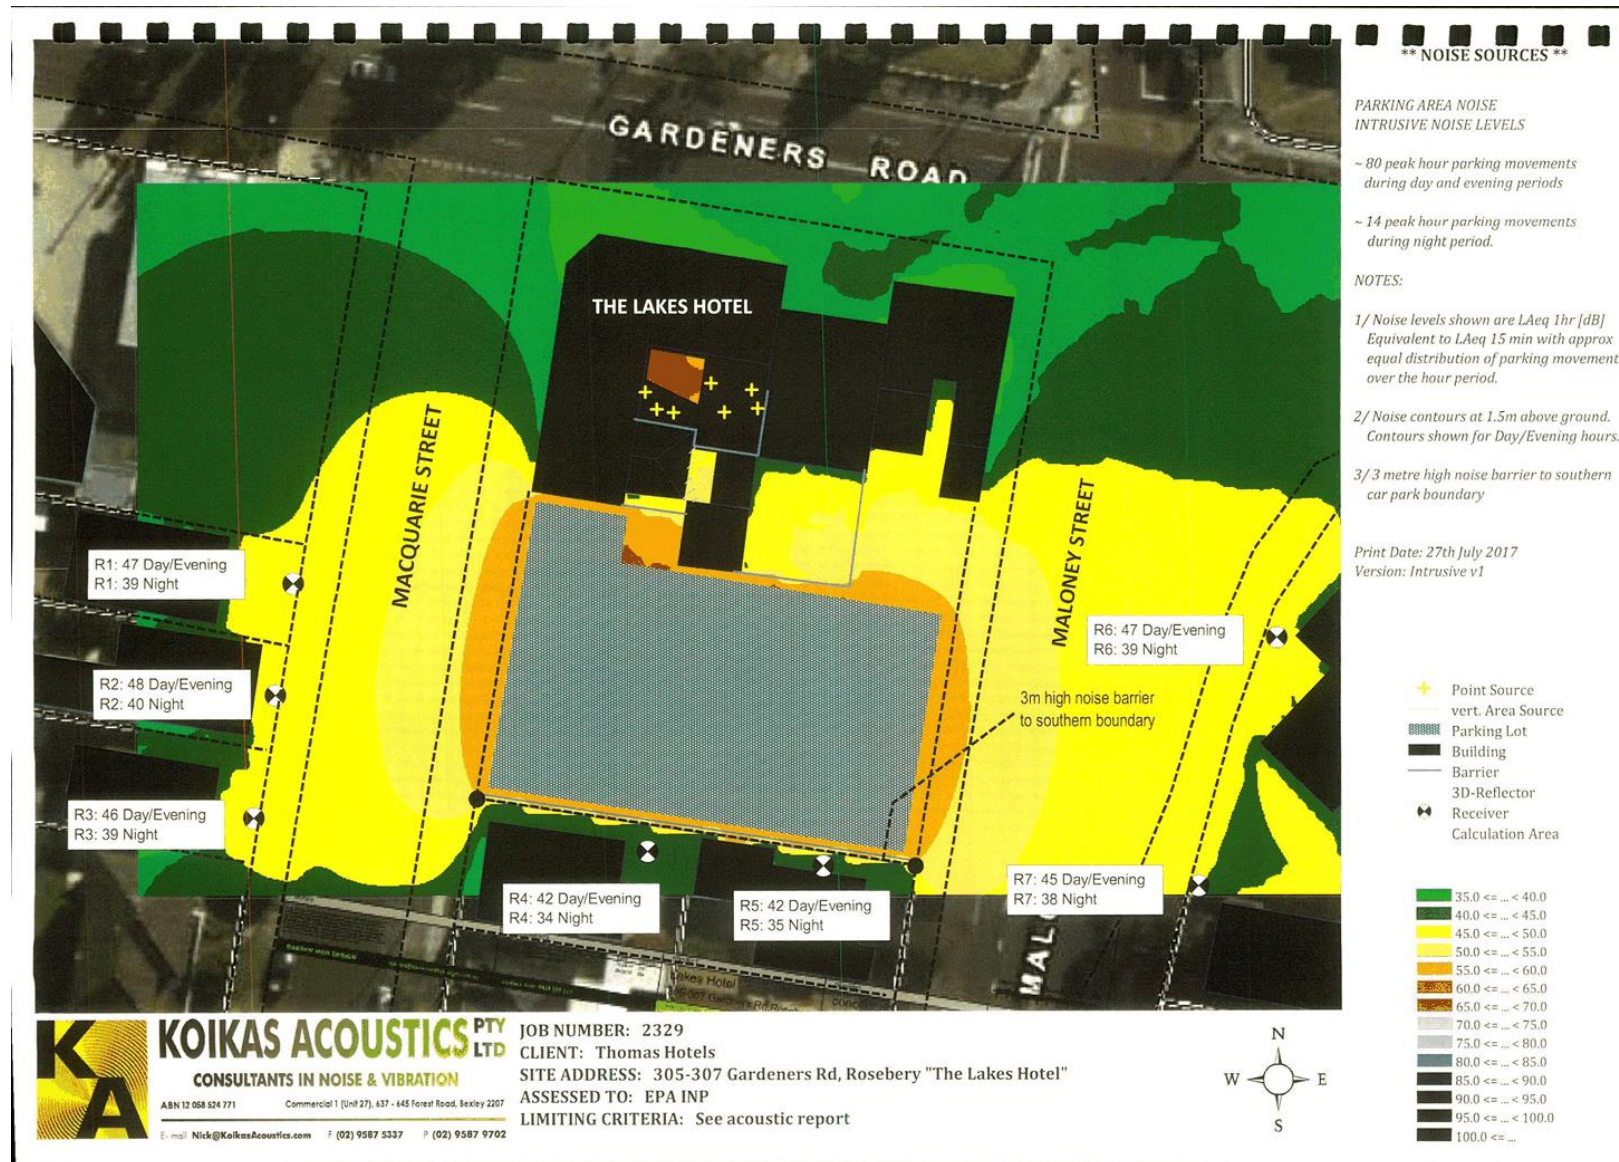 ** NOISE SOURCES **
PARKING AREA NOISE
INTRUSIVE NOISE LEVELS
~ 80 peak hour parking movements
during day and evening periods
~ 14 peak hour parking movements
during night period.
NOTES:
1/ Noise levels shown are LAeq 1hr [dB]
Equivalent to LAeq 15 min with approx
equal distribution of parking movement
over the hour period.
2/ Noise contours at 1.5m above ground.
Contours shown for Day/Evening hours.
3/ 3 metre high noise barrier to southern
car park boundary
Print Date: 27th July 2017
Version: Intrusive v1
GARDENERS ROAD
THE LAKES HOTEL
MACQUARIE STREET
MALONEY STREET
R1: 47 Day/Evening
R1: 39 Night
R2: 48 Day/Evening
R2: 40 Night
R3: 46 Day/Evening
R3: 39 Night
R4: 42 Day/Evening
R4: 34 Night
R5: 42 Day/Evening
R5: 35 Night
R6: 47 Day/Evening
R6: 39 Night
R7: 45 Day/Evening
R7: 38 Night
3m high noise barrier
to southern boundary
Point Source
vert. Area Source
Parking Lot
Building
Barrier
3D-Reflector
Receiver
Calculation Area
35.0 <= ... < 40.0
40.0 <= ... < 45.0
45.0 <= ... < 50.0
50.0 <= ... < 55.0
55.0 <= ... < 60.0
60.0 <= ... < 65.0
65.0 <= ... < 70.0
70.0 <= ... < 75.0
75.0 <= ... < 80.0
80.0 <= ... < 85.0
85.0 <= ... < 90.0
90.0 <= ... < 95.0
95.0 <= ... < 100.0
100.0 <= ...
Lakes Hotel
KA
KOIKAS ACOUSTICS PTY LTD
CONSULTANTS IN NOISE & VIBRATION
ABN 12 058 524 771 Commercial 1 (Unit 27), 637 - 645 Forest Road, Bexley 2207
E- mail Nick@KoikasAcoustics.com F (02) 9587 5337 P (02) 9587 9702
JOB NUMBER: 2329
CLIENT: Thomas Hotels
SITE ADDRESS: 305-307 Gardeners Rd, Rosebery "The Lakes Hotel"
ASSESSED TO: EPA INP
LIMITING CRITERIA: See acoustic report
N
W E
S